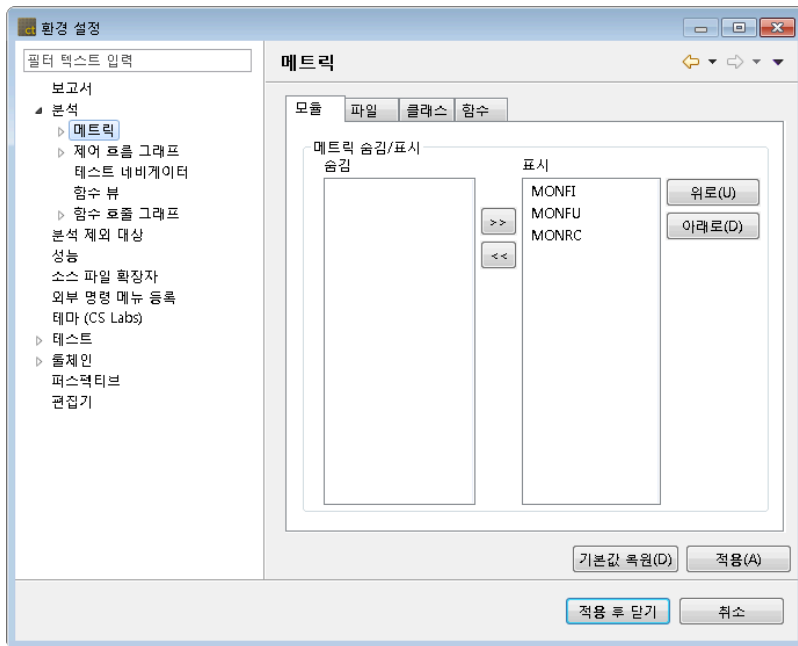 ct 환경 설정
필터 텍스트 입력
보고서
분석
메트릭
제어 흐름 그래프
테스트 네비게이터
함수 뷰
함수 호출 그래프
분석 제외 대상
성능
소스 파일 확장자
외부 명령 메뉴 등록
테마 (CS Labs)
테스트
툴체인
퍼스펙티브
편집기
메트릭
모듈 파일 클래스 함수
메트릭 숨김/표시
숨김 표시
MONFI
MONFU
MONRC
>>
<<
위로(U)
아래로(D)
기본값 복원(D) 적용(A)
적용 후 닫기 취소